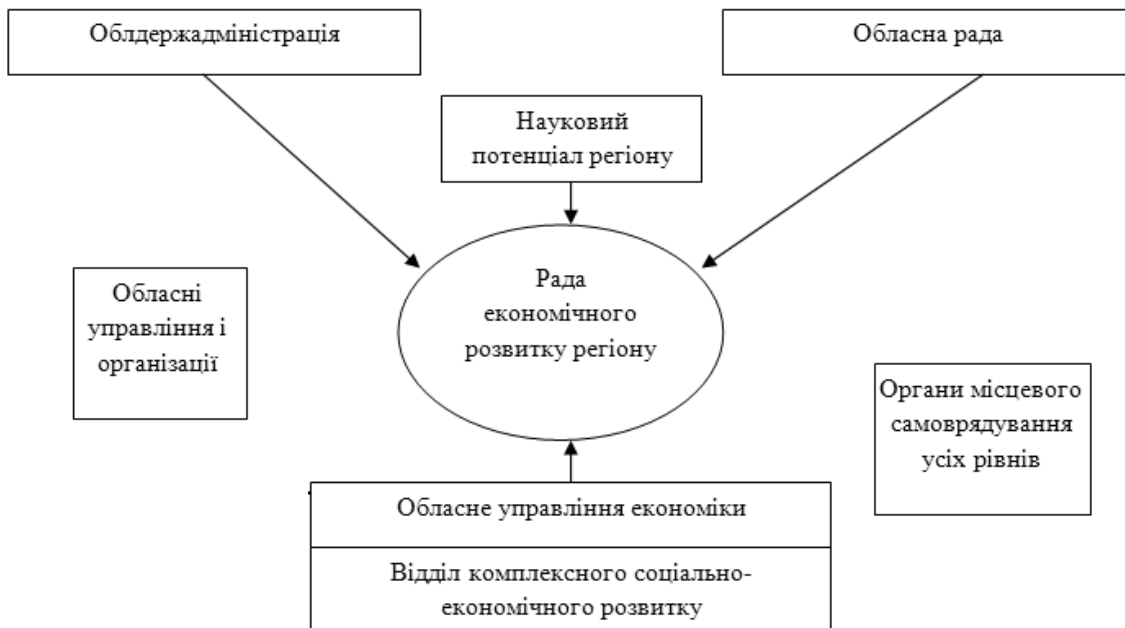 Облдержадміністрація
Обласна рада
Науковий
потенціал регіону
Рада
економічного
розвитку регіону
Обласні
управління і
організації
Органи місцевого
самоврядування
усіх рівнів
Обласне управління економіки
Відділ комплексного соціально-
економічного розвитку